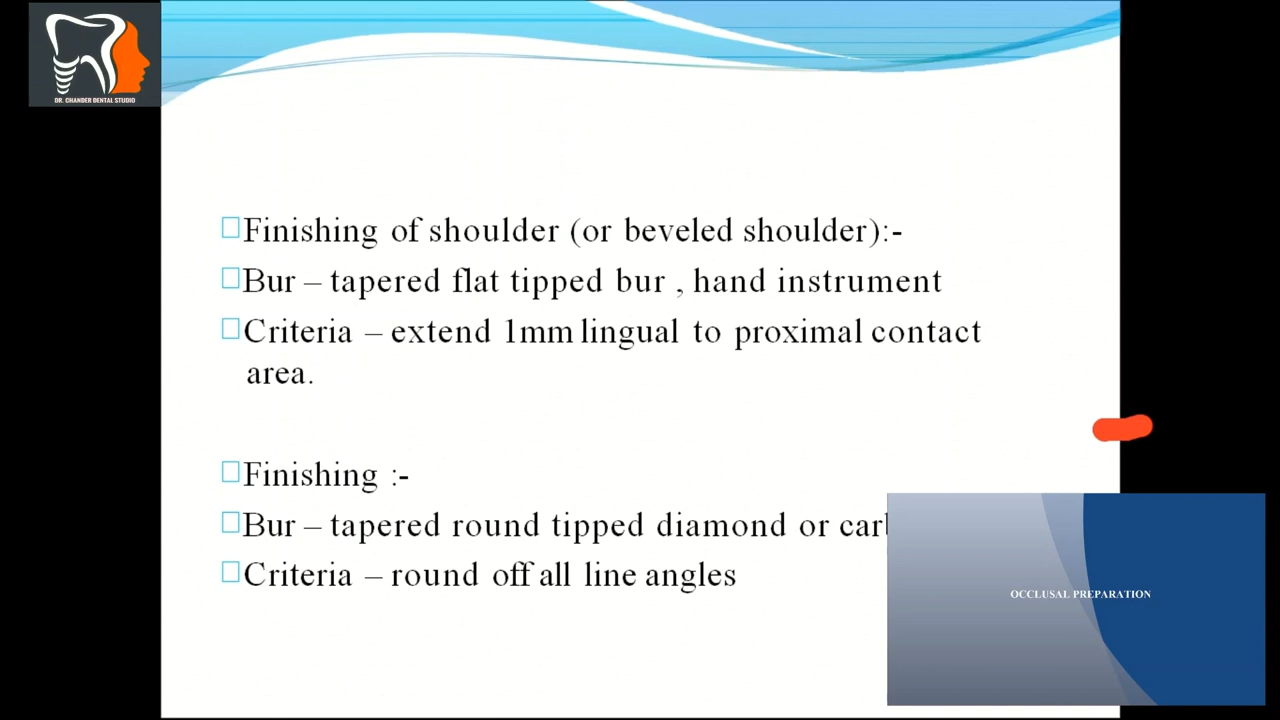 DR. CHANDER DENTAL STUDIO
Finishing of shoulder (or beveled shoulder):-
Bur – tapered flat tipped bur , hand instrument
Criteria – extend 1mm lingual to proximal contact
area.
Finishing :-
Bur – tapered round tipped diamond or
Criteria – round off all line angles
OCCLUSAL PREPARATION